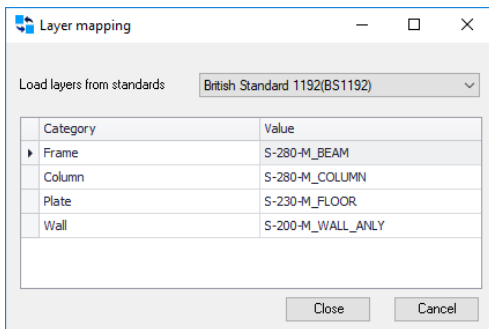 Layer mapping
Load layers from standards British Standard 1192(BS1192)
Category Value
Frame S-280-M_BEAM
Column S-280-M_COLUMN
Plate S-230-M_FLOOR
Wall S-200-M_WALL_ANLY
Close Cancel